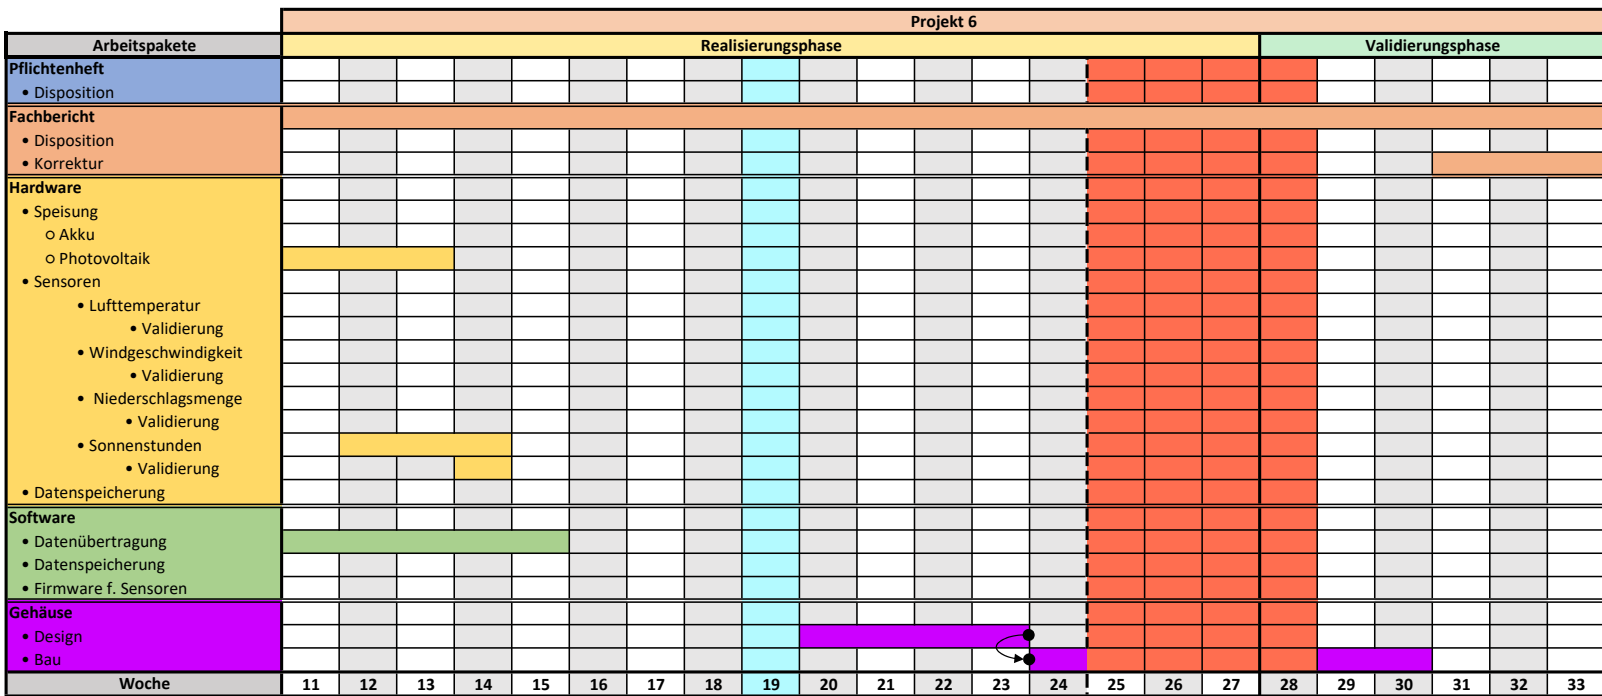 Projekt 6
Arbeitspakete Realisierungsphase Validierungsphase
Pflichtenheft
• Disposition
Fachbericht
• Disposition
• Korrektur
Hardware
• Speisung
○ Akku
○ Photovoltaik
• Sensoren
• Lufttemperatur
• Validierung
• Windgeschwindigkeit
• Validierung
• Niederschlagsmenge
• Validierung
• Sonnenstunden
• Validierung
• Datenspeicherung
Software
• Datenübertragung
• Datenspeicherung
• Firmware f. Sensoren
Gehäuse
• Design
• Bau
Woche 11 12 13 14 15 16 17 18 19 20 21 22 23 24 25 26 27 28 29 30 31 32 33